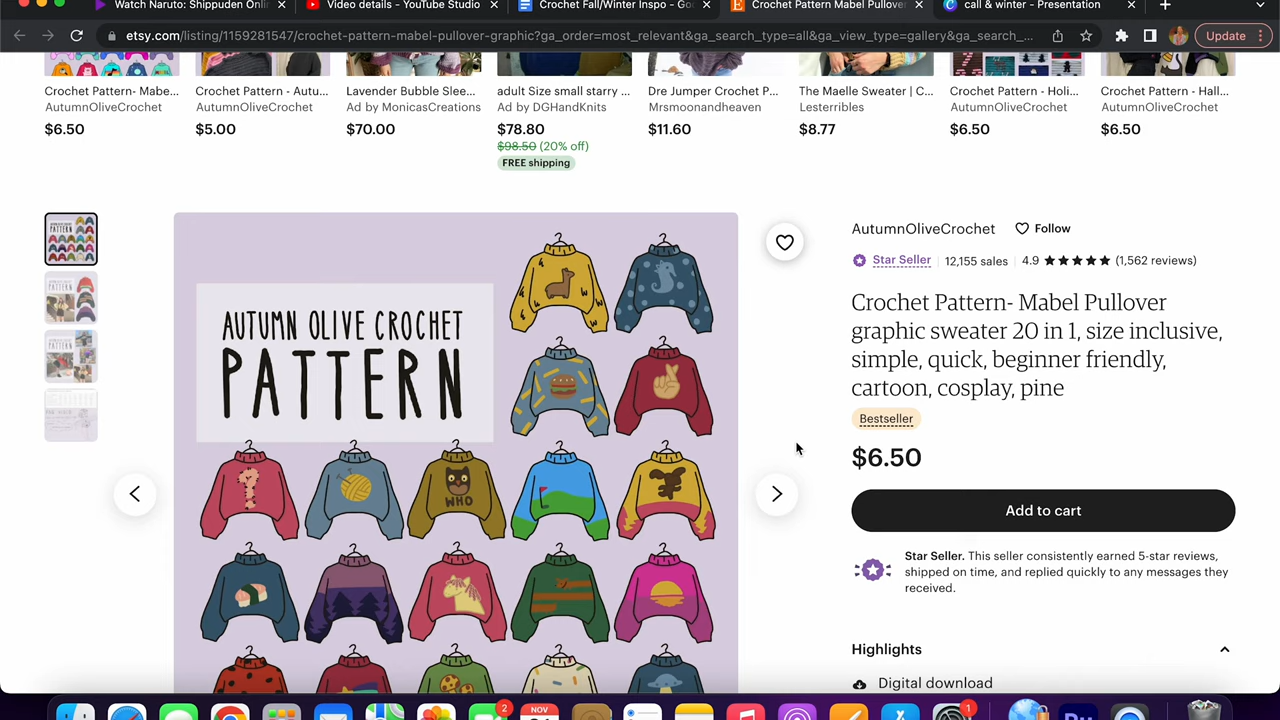 Watch Naruto: Shippuden Onli
Video details - YouTube Studio
Crochet Fall/Winter Inspo - Go
Crochet Pattern Mabel Pullover
call & winter - Presentation
etsy.com/listing/1159281547/crochet-pattern-mabel-pullover-graphic?ga_order=most_relevant&ga_search_type=all&ga_view_type=gallery&ga_search_...
Update
Crochet Pattern- Mabe...
AutumnOliveCrochet
$6.50
Crochet Pattern - Autu...
AutumnOliveCrochet
$5.00
Lavender Bubble Slee...
Ad by MonicasCreations
$70.00
adult Size small starry ...
Ad by DGHandKnits
$78.80
$98.50 (20% off)
FREE shipping
Dre Jumper Crochet P...
Mrsmoonandheaven
$11.60
The Maelle Sweater | C...
Lesterribles
$8.77
Crochet Pattern - Holi...
AutumnOliveCrochet
$6.50
Crochet Pattern - Hall...
AutumnOliveCrochet
$6.50
AUTUMN OLIVE CROCHET
PATTERN
WHO
AutumnOliveCrochet
Follow
Star Seller
12,155 sales
4.9
(1,562 reviews)
Crochet Pattern- Mabel Pullover
graphic sweater 20 in 1, size inclusive,
simple, quick, beginner friendly,
cartoon, cosplay, pine
Bestseller
$6.50
Add to cart
Star Seller. This seller consistently earned 5-star reviews,
shipped on time, and replied quickly to any messages they
received.
Highlights
Digital download
2
NOV
1